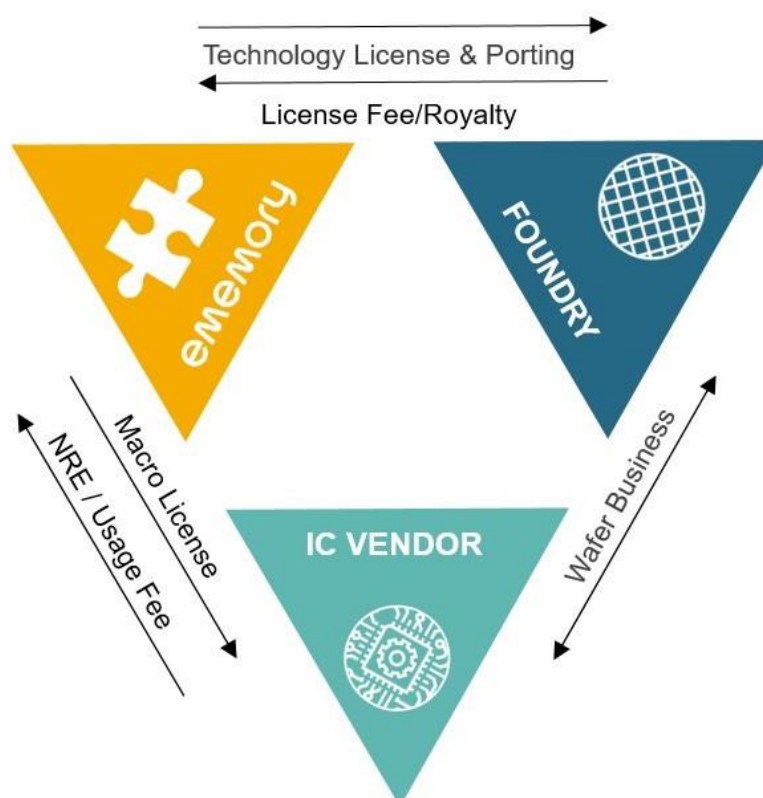 Technology License & Porting
License Fee/Royalty
ememory
FOUNDRY
NRE / Usage Fee
Macro License
IC VENDOR
Wafer Business